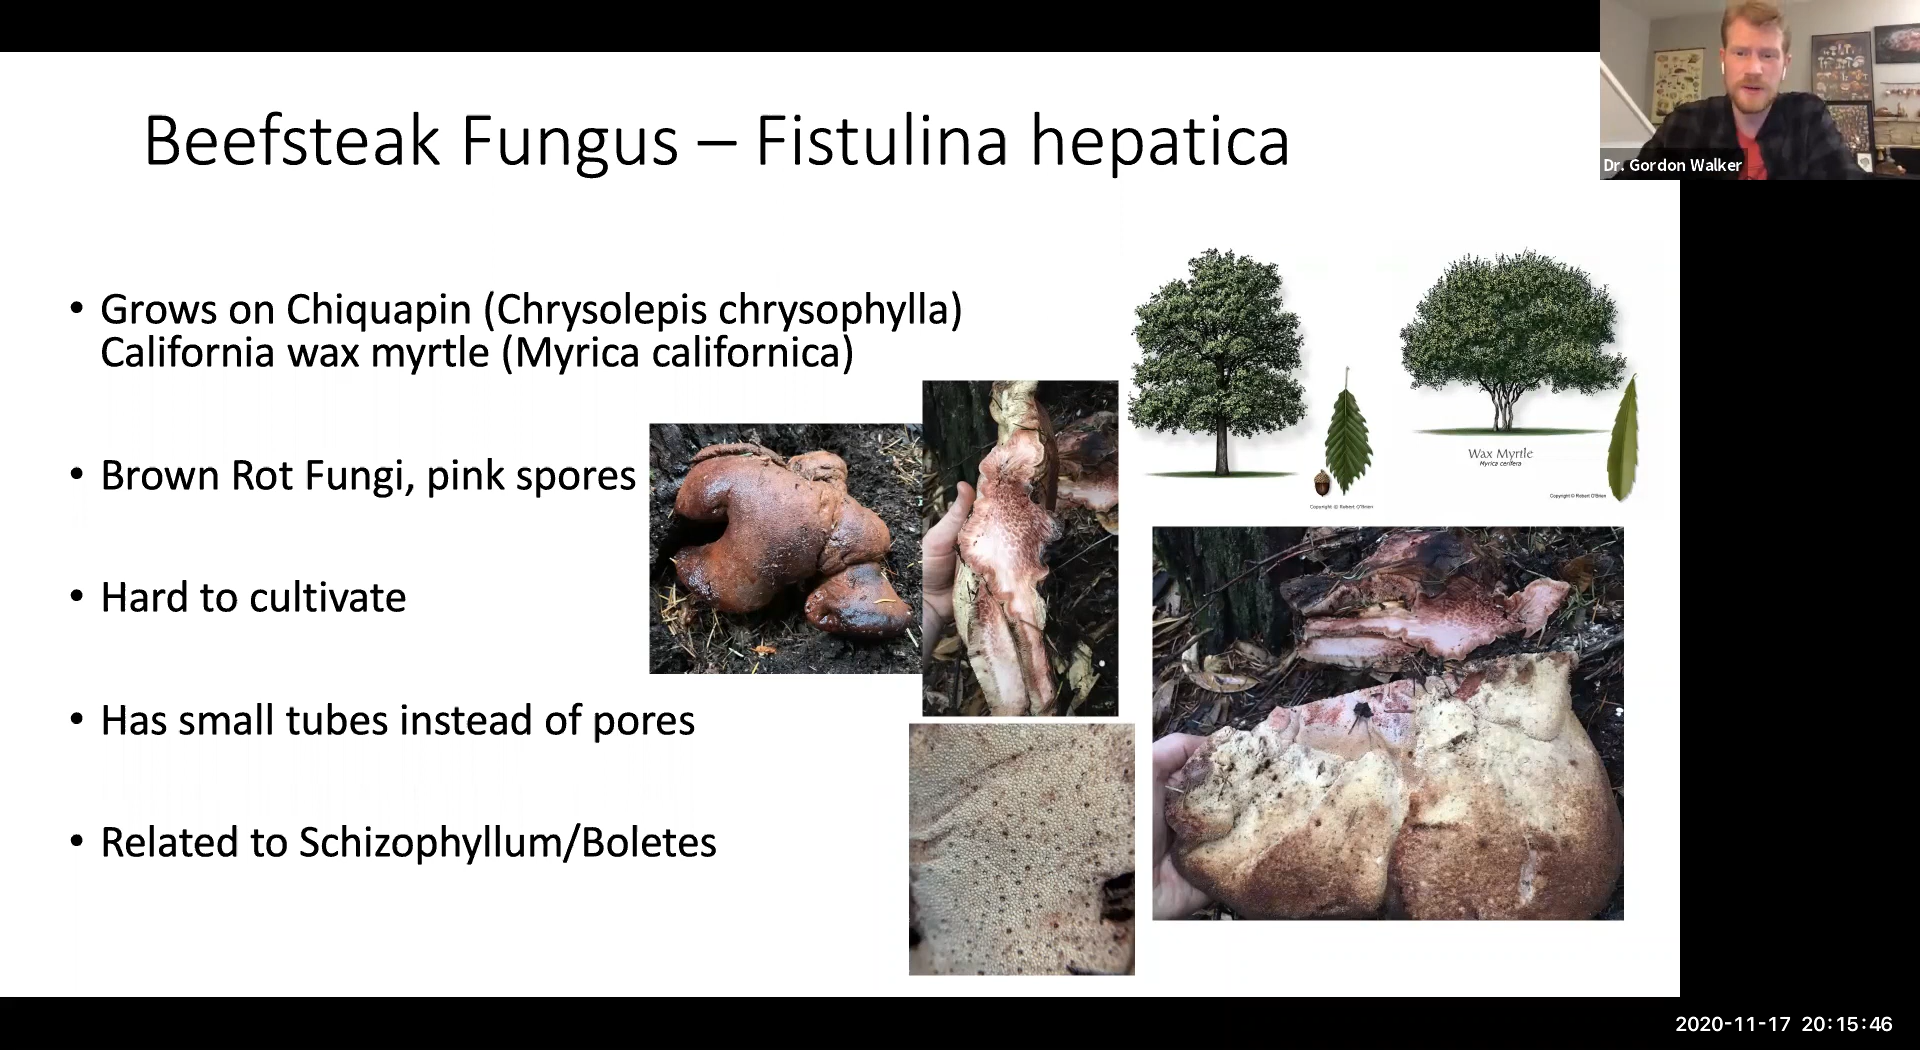 Dr. Gordon Walker
Beefsteak Fungus – Fistulina hepatica
• Grows on Chiquapin (Chrysolepis chrysophylla)
California wax myrtle (Myrica californica)
• Brown Rot Fungi, pink spores
• Hard to cultivate
• Has small tubes instead of pores
• Related to Schizophyllum/Boletes
Wax Myrtle
Myrica cerifera
Copyright © Robert O'Brien
Copyright © Robert O'Brien
2020-11-17 20:15:46